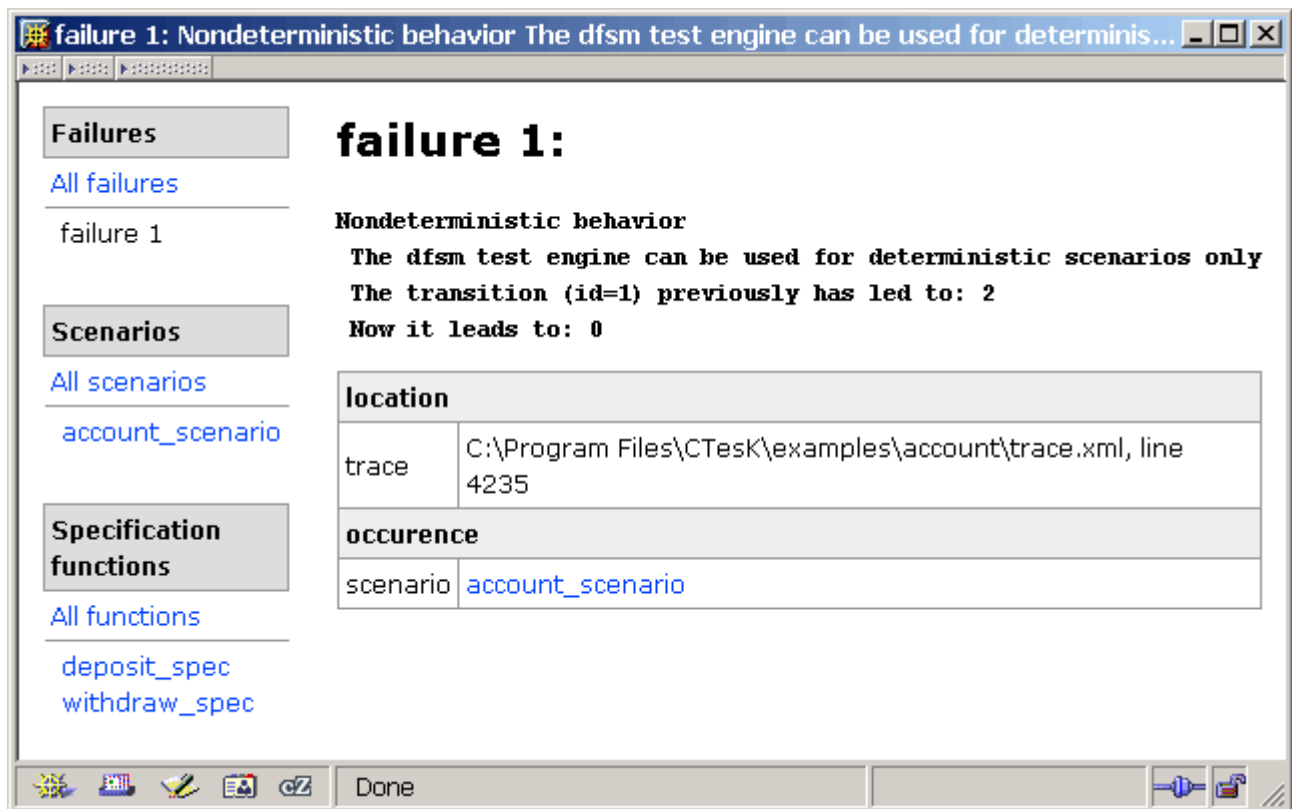 failure 1: Nondeterministic behavior The dfsm test engine can be used for determinis...
Failures
All failures
failure 1
Scenarios
All scenarios
account_scenario
Specification
functions
All functions
deposit_spec
withdraw_spec
failure 1:
Nondeterministic behavior
The dfsm test engine can be used for deterministic scenarios only
The transition (id=1) previously has led to: 2
Now it leads to: 0
location
trace
C:\Program Files\CTesK\examples\account\trace.xml, line
4235
occurence
scenario account_scenario
Done